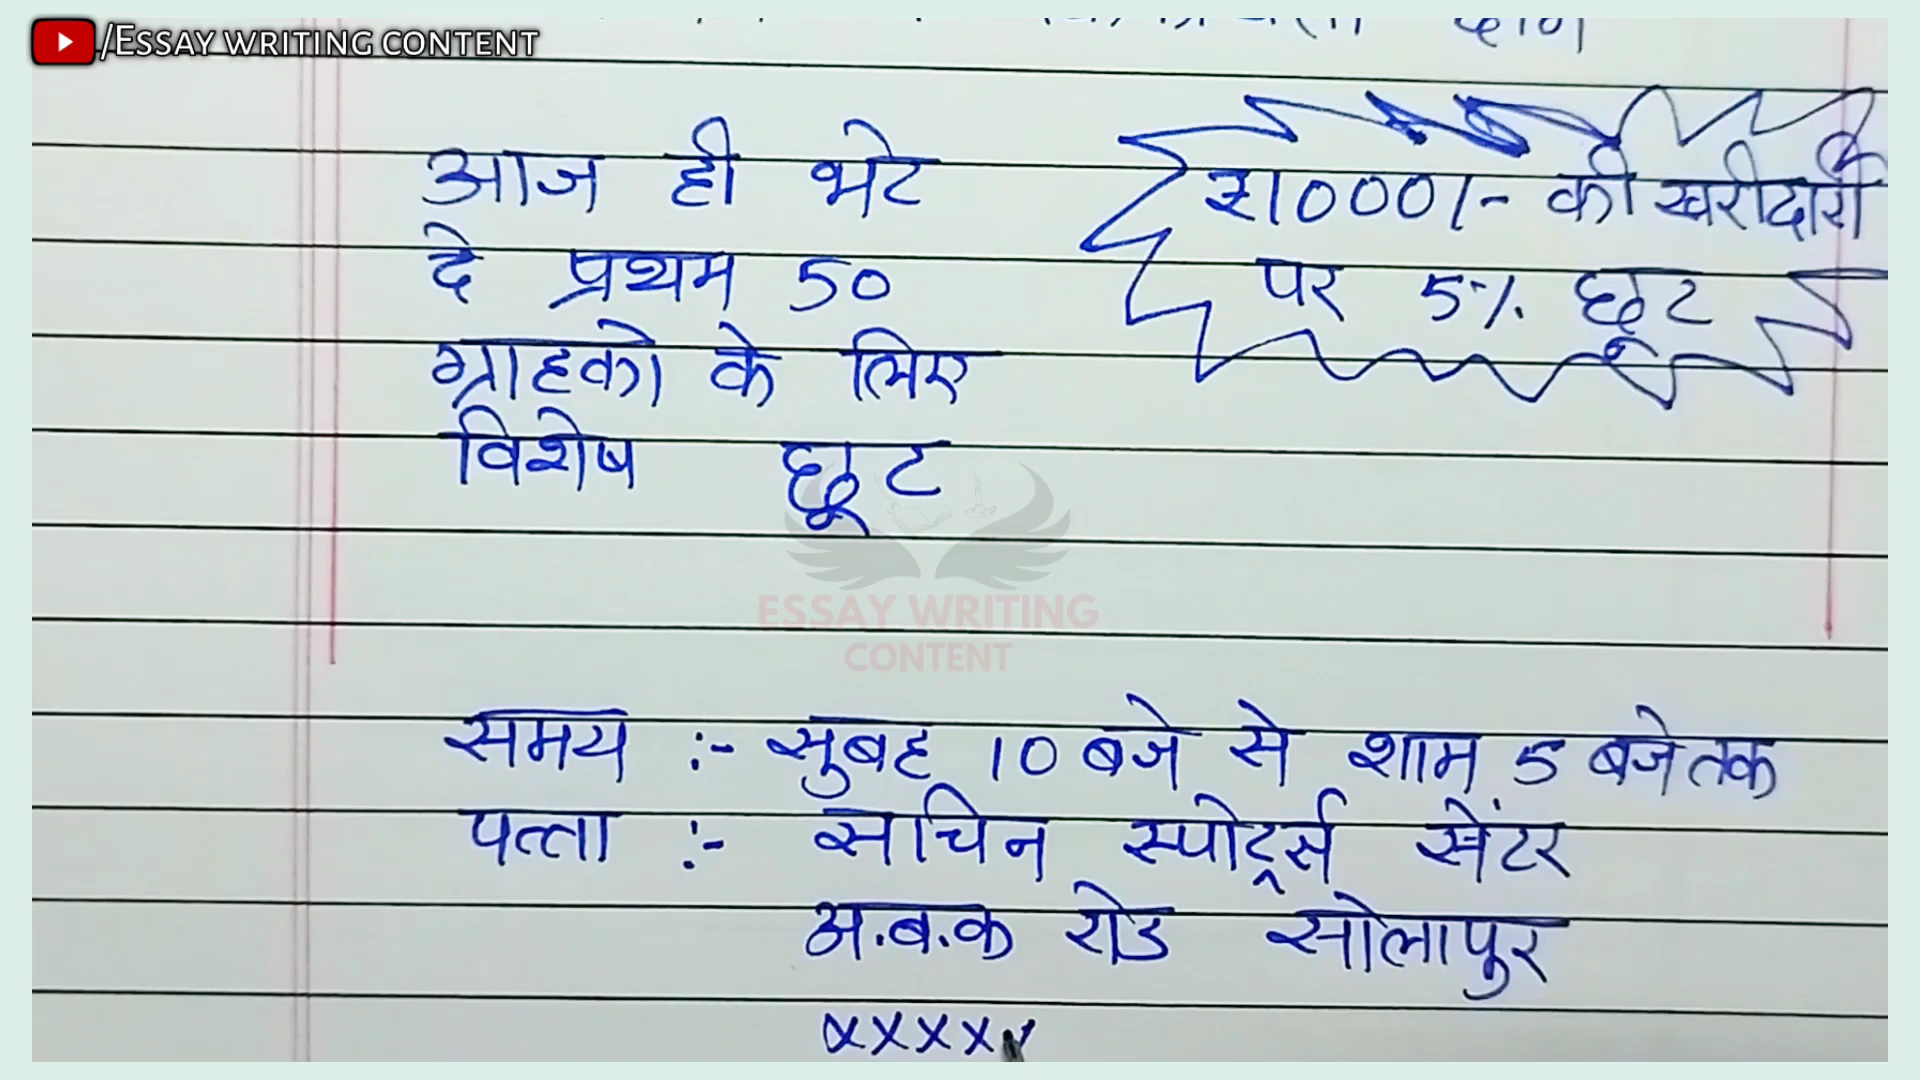 /ESSAY WRITING CONTENT
आज ही भेट
दे प्रथम 50
ग्राहको के लिए
विशेष छूट
₹1000/- की खरीदारी
पर 5% छूट
ESSAY WRITING
CONTENT
समय :- सुबह 10 बजे से शाम 5 बजे तक
पत्ता :- सचिन स्पोर्ट्स सेंटर
अ.ब.क रोड सोलापुर
xxxxx